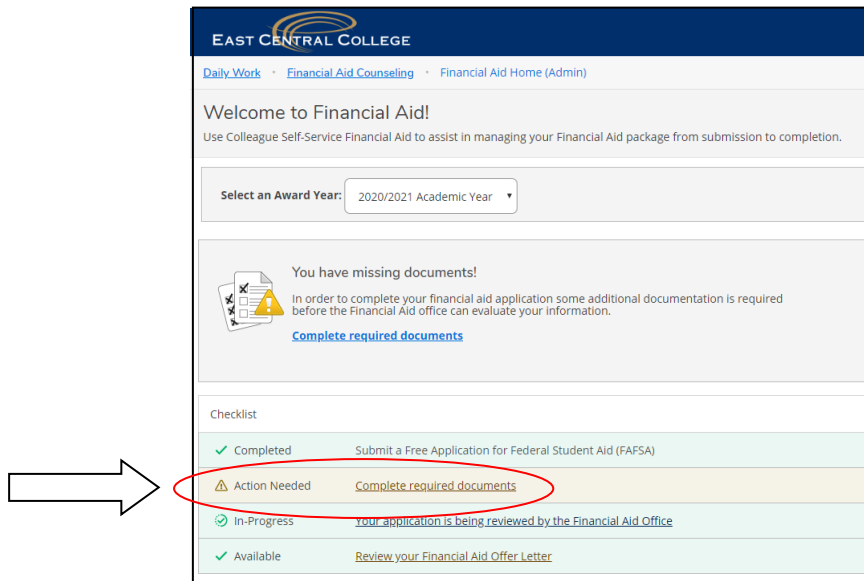 EAST CENTRAL COLLEGE
Daily Work · Financial Aid Counseling · Financial Aid Home (Admin)
Welcome to Financial Aid!
Use Colleague Self-Service Financial Aid to assist in managing your Financial Aid package from submission to completion.
Select an Award Year: 2020/2021 Academic Year
You have missing documents!
In order to complete your financial aid application some additional documentation is required
before the Financial Aid office can evaluate your information.
Complete required documents
Checklist
Completed Submit a Free Application for Federal Student Aid (FAFSA)
Action Needed Complete required documents
In-Progress Your application is being reviewed by the Financial Aid Office
Available Review your Financial Aid Offer Letter